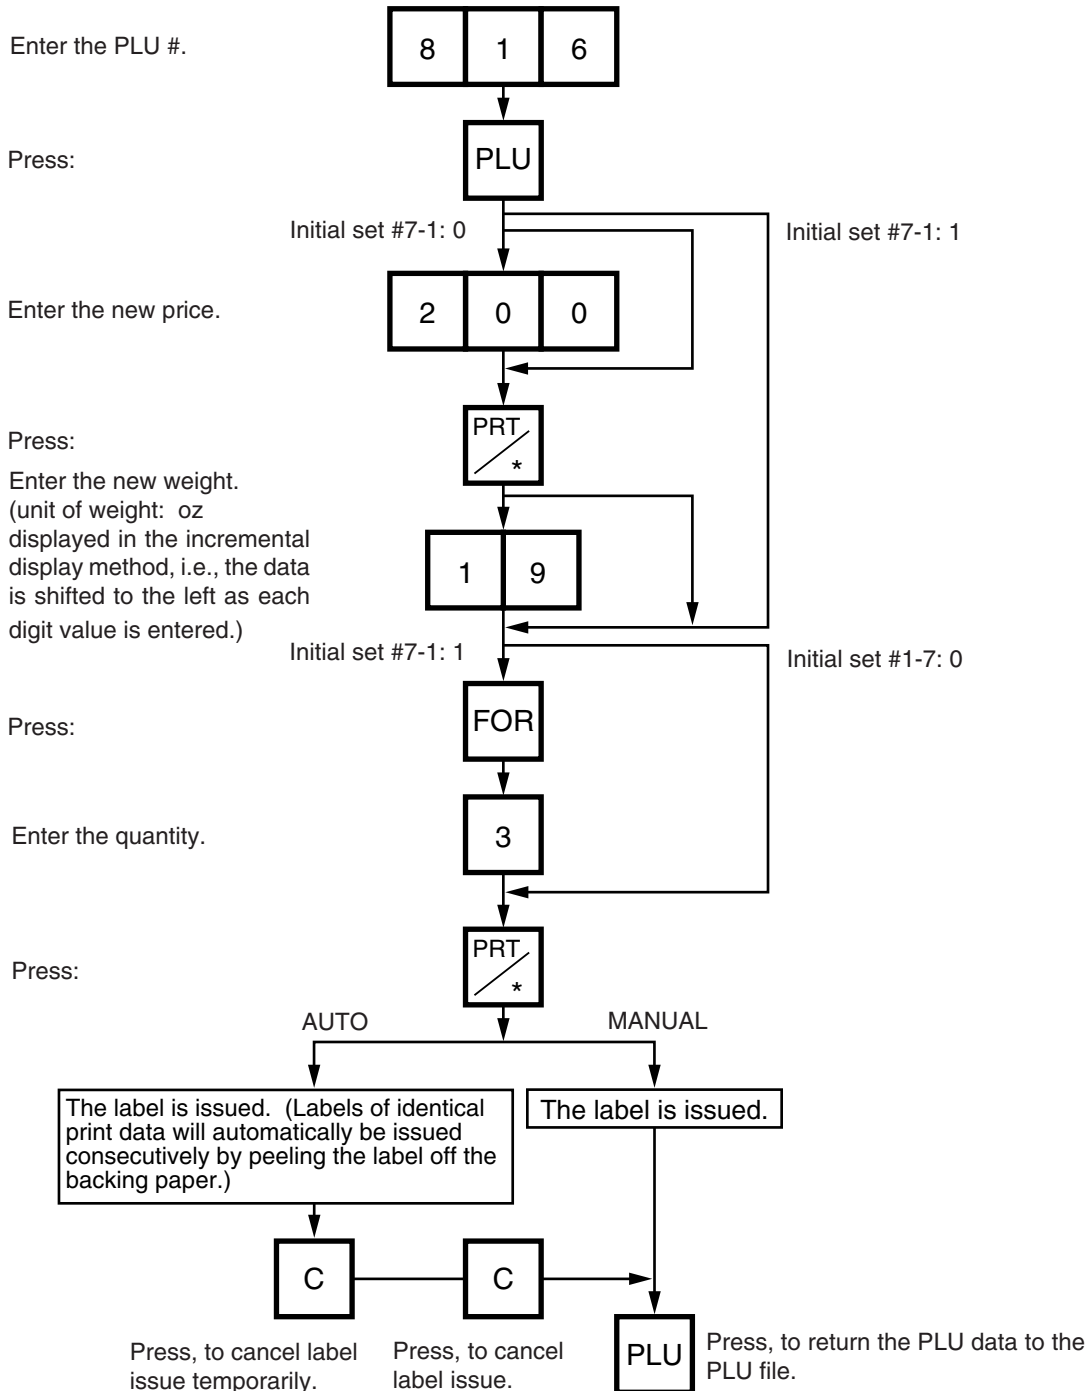 Enter the PLU #.
8 1 6
Press:
PLU
Initial set #7-1: 0
Initial set #7-1: 1
Enter the new price.
2 0 0
Press:
PRT
*
Enter the new weight.
(unit of weight: oz
displayed in the incremental
display method, i.e., the data
is shifted to the left as each
digit value is entered.)
1 9
Initial set #7-1: 1
Initial set #1-7: 0
Press:
FOR
Enter the quantity.
3
Press:
PRT
*
AUTO
MANUAL
The label is issued. (Labels of identical
print data will automatically be issued
consecutively by peeling the label off the
backing paper.)
The label is issued.
C
C
Press, to cancel label
issue temporarily.
Press, to cancel
label issue.
PLU
Press, to return the PLU data to the
PLU file.